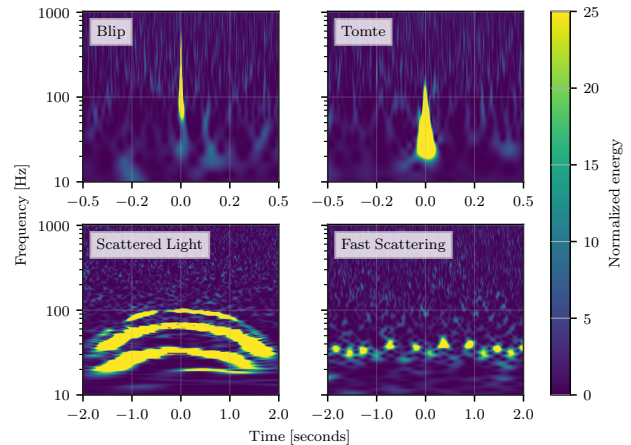 1000
100
10
Blip
−0.5 −0.2 0.0 0.2 0.5
Tomte
−0.5 −0.2 0.0 0.2 0.5
1000
100
10
Scattered Light
−2.0 −1.0 0.0 1.0 2.0
Fast Scattering
−2.0 −1.0 0.0 1.0 2.0
Frequency [Hz]
Time [seconds]
25
20
15
10
5
0
Normalized energy